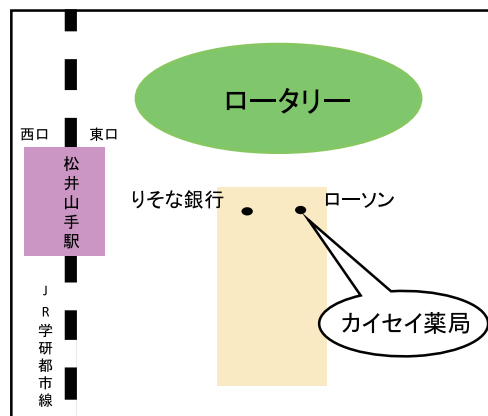 ロータリー
西口
東口
松井山手駅
りそな銀行
ローソン
カイセイ薬局
JR学研都市線